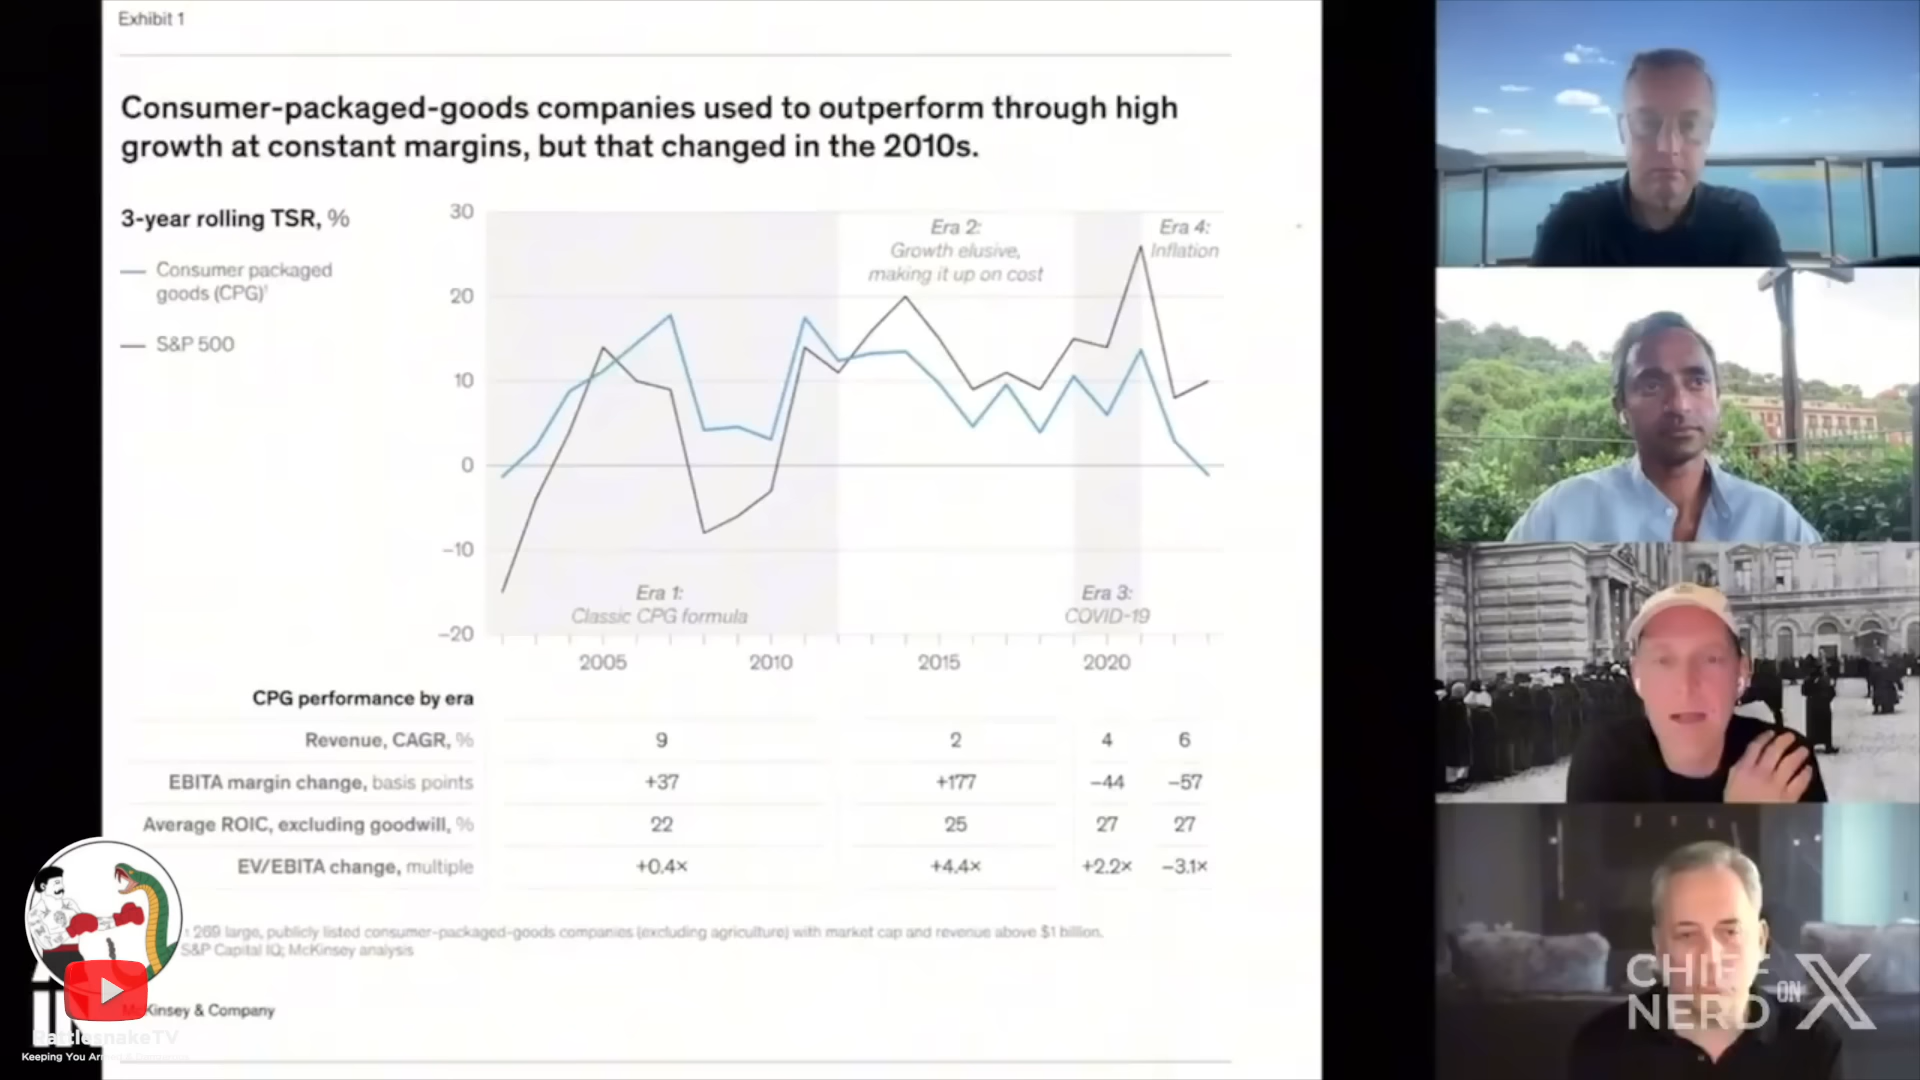 Exhibit 1
Consumer-packaged-goods companies used to outperform through high
growth at constant margins, but that changed in the 2010s.
3-year rolling TSR, %
Consumer packaged
goods (CPG)¹
S&P 500
30
20
10
0
−10
−20
Era 1:
Classic CPG formula
Era 2:
Growth elusive,
making it up on cost
Era 3:
COVID-19
Era 4:
Inflation
2005 2010 2015 2020
CPG performance by era
Revenue, CAGR, % 9 2 4 6
EBITA margin change, basis points +37 +177 −44 −57
Average ROIC, excluding goodwill, % 22 25 27 27
EV/EBITA change, multiple +0.4× +4.4× +2.2× −3.1×
¹ 269 large, publicly listed consumer-packaged-goods companies (excluding agriculture) with market cap and revenue above $1 billion.
S&P Capital IQ; McKinsey analysis
McKinsey & Company
RattlesnakeTV
Keeping You
CHIEF
NERD
ON X